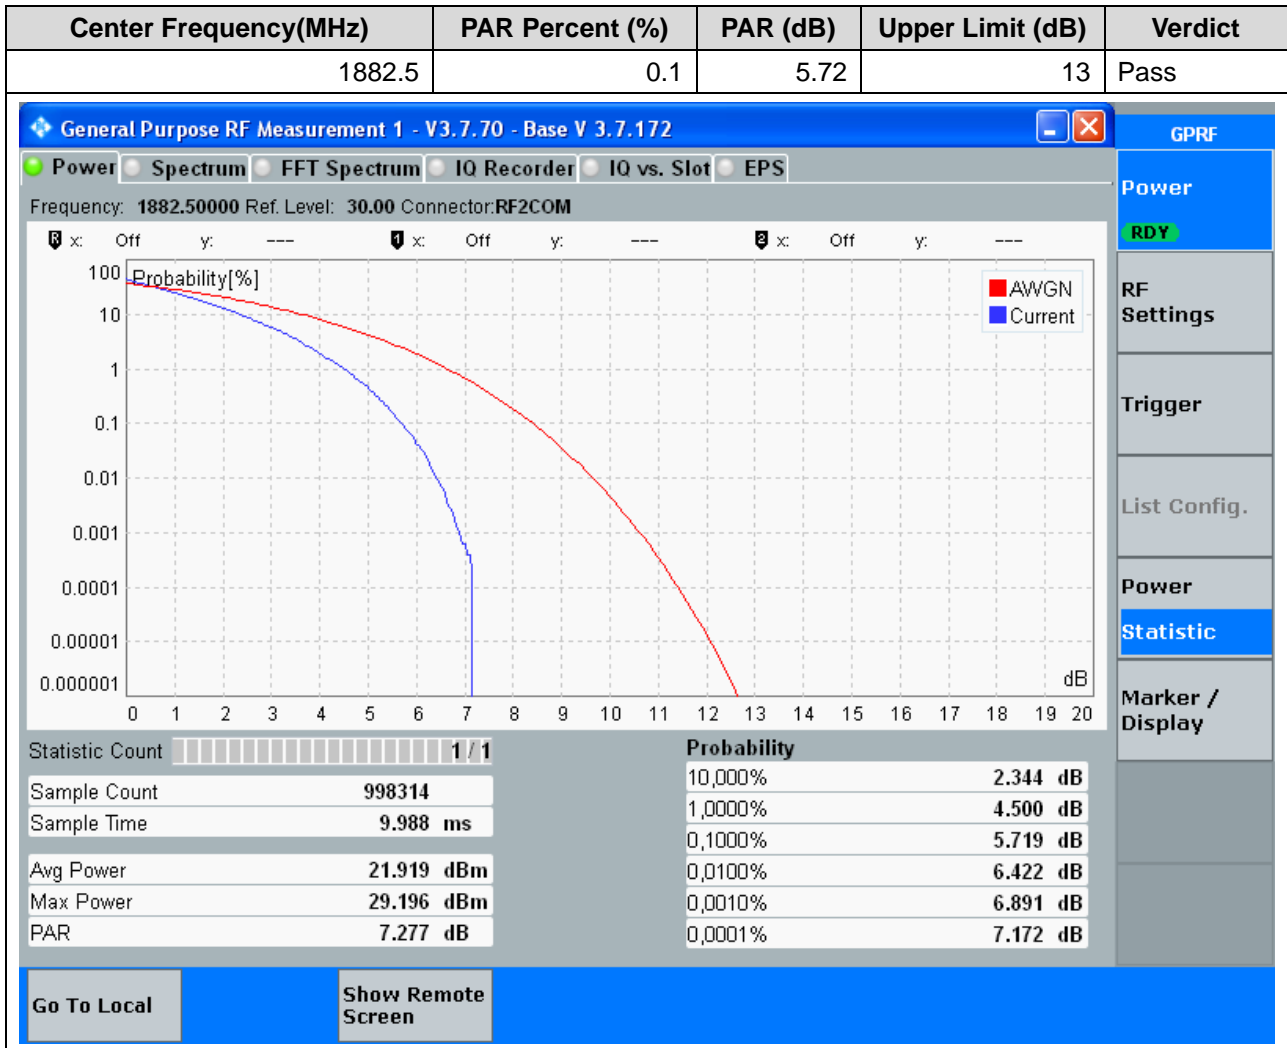 Center Frequency(MHz) PAR Percent (%) PAR (dB) Upper Limit (dB) Verdict
1882.5 0.1 5.72 13 Pass
General Purpose RF Measurement 1 - V3.7.70 - Base V 3.7.172
GPRF
Power Spectrum FFT Spectrum IQ Recorder IQ vs. Slot EPS
Frequency: 1882.50000 Ref. Level: 30.00 Connector:RF2COM
R x: Off y: --- 1 x: Off y: --- 2 x: Off y: ---
Probability[%]
AWGN
Current
100
10
1
0.1
0.01
0.001
0.0001
0.00001
0.000001
dB
0 1 2 3 4 5 6 7 8 9 10 11 12 13 14 15 16 17 18 19 20
Statistic Count 1 / 1
Sample Count 998314
Sample Time 9.988 ms
Avg Power 21.919 dBm
Max Power 29.196 dBm
PAR 7.277 dB
Probability
10,000% 2.344 dB
1,0000% 4.500 dB
0,1000% 5.719 dB
0,0100% 6.422 dB
0,0010% 6.891 dB
0,0001% 7.172 dB
Power
RDY
RF
Settings
Trigger
List Config.
Power
Statistic
Marker /
Display
Go To Local
Show Remote
Screen